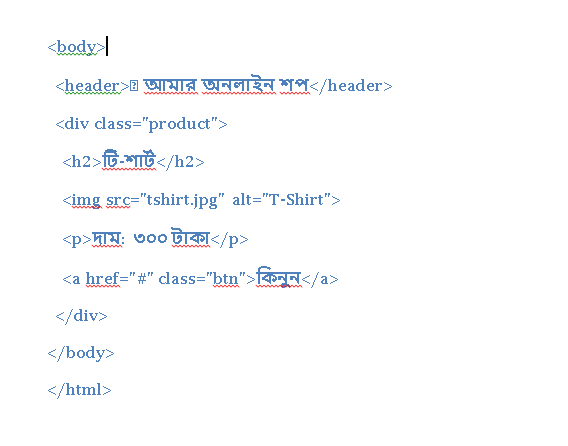 <body>
<header> আমার অনলাইন শপ</header>
<div class="product">
<h2>টি-শার্ট</h2>
<img src="tshirt.jpg" alt="T-Shirt">
<p>দাম: ৩০০ টাকা</p>
<a href="#" class="btn">কিনুন</a>
</div>
</body>
</html>